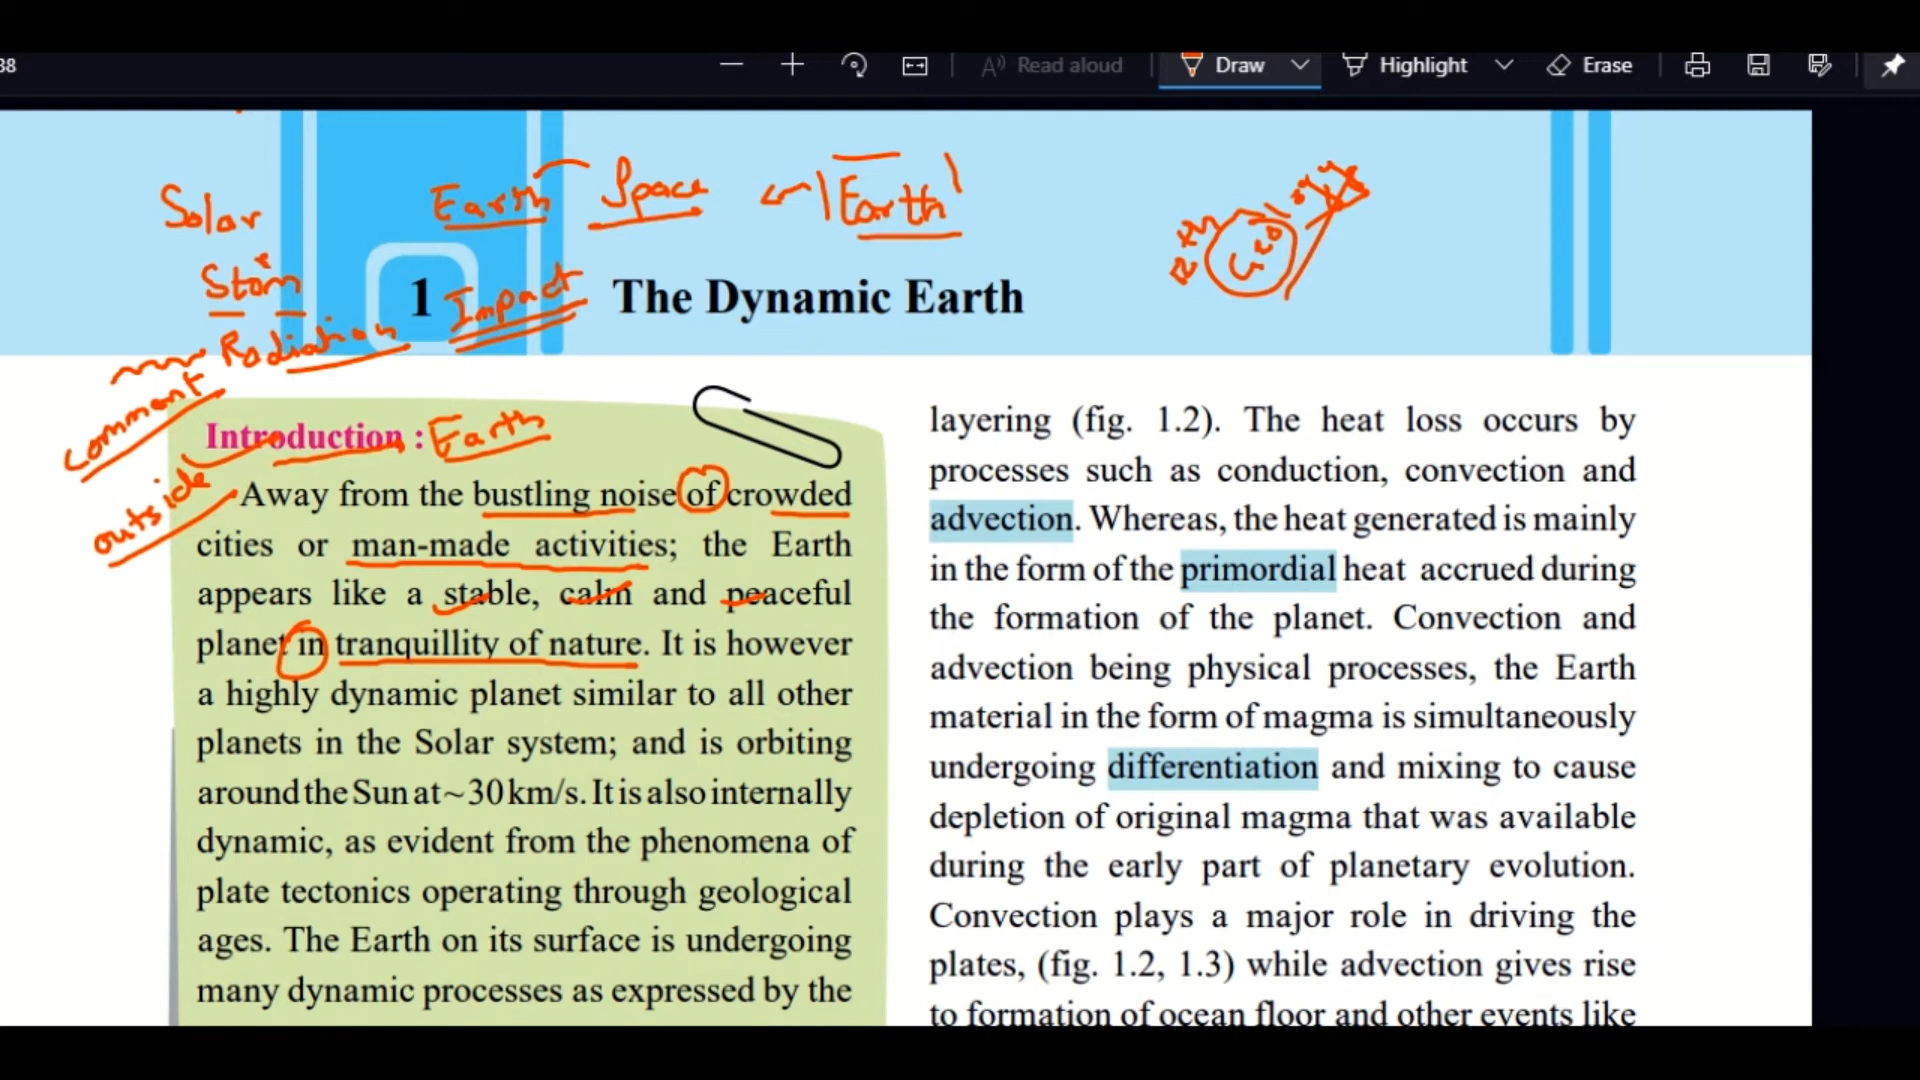 38
Read aloud
Draw
Highlight
Erase
Solar
Earth Space Earth
Storm
1 Impact The Dynamic Earth
Radiation
comment
outside
Introduction : Earth
Away from the bustling noise of crowded
cities or man-made activities; the Earth
appears like a stable, calm and peaceful
planet in tranquillity of nature. It is however
a highly dynamic planet similar to all other
planets in the Solar system; and is orbiting
around the Sun at ~ 30 km/s. It is also internally
dynamic, as evident from the phenomena of
plate tectonics operating through geological
ages. The Earth on its surface is undergoing
many dynamic processes as expressed by the
layering (fig. 1.2). The heat loss occurs by
processes such as conduction, convection and
advection. Whereas, the heat generated is mainly
in the form of the primordial heat accrued during
the formation of the planet. Convection and
advection being physical processes, the Earth
material in the form of magma is simultaneously
undergoing differentiation and mixing to cause
depletion of original magma that was available
during the early part of planetary evolution.
Convection plays a major role in driving the
plates, (fig. 1.2, 1.3) while advection gives rise
to formation of ocean floor and other events like